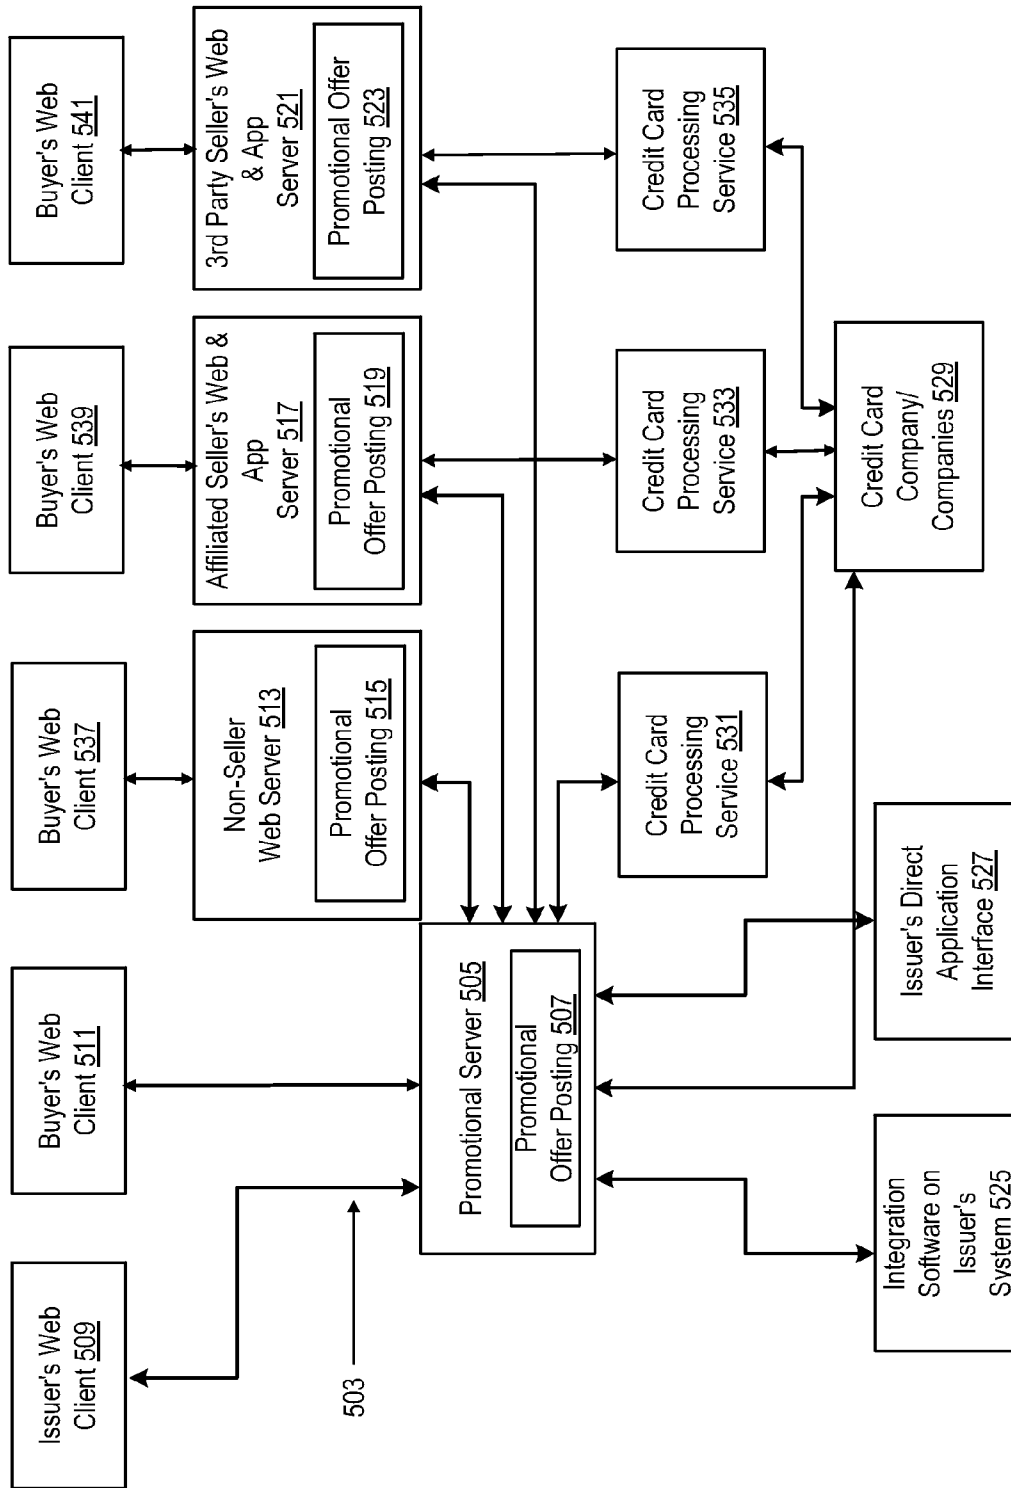 Issuer's Web
Client 509
Buyer's Web
Client 511
Buyer's Web
Client 537
Buyer's Web
Client 539
Buyer's Web
Client 541
503
Promotional Server 505
Promotional
Offer Posting 507
Non-Seller
Web Server 513
Promotional
Offer Posting 515
Affiliated Seller's Web &
App
Server 517
Promotional
Offer Posting 519
3rd Party Seller's Web
& App
Server 521
Promotional Offer
Posting 523
Credit Card
Processing
Service 531
Credit Card
Processing
Service 533
Credit Card
Processing
Service 535
Integration
Software on
Issuer's
System 525
Issuer's Direct
Application
Interface 527
Credit Card
Company/
Companies 529